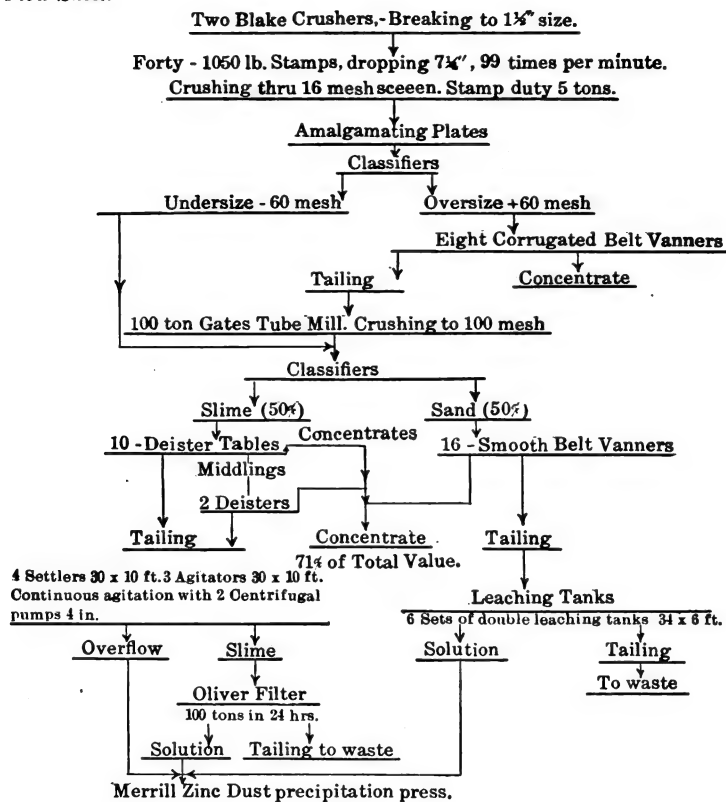 Two Blake Crushers,-Breaking to 1½" size.
Forty - 1050 lb. Stamps, dropping 7¼", 99 times per minute.
Crushing thru 16 mesh sceeen. Stamp duty 5 tons.
Amalgamating Plates
Classifiers
Undersize - 60 mesh
Oversize +60 mesh
Eight Corrugated Belt Vanners
Tailing
Concentrate
100 ton Gates Tube Mill. Crushing to 100 mesh
Classifiers
Slime (50%)
Sand (50%)
10 - Deister Tables
Concentrates
16 - Smooth Belt Vanners
Middlings
2 Deisters
Tailing
Concentrate
71% of Total Value.
Tailing
4 Settlers 30 x 10 ft. 3 Agitators 30 x 10 ft.
Continuous agitation with 2 Centrifugal
pumps 4 in.
Leaching Tanks
6 Sets of double leaching tanks 34 x 6 ft.
Overflow
Slime
Solution
Tailing
To waste
Oliver Filter
100 tons in 24 hrs.
Solution
Tailing to waste
Merrill Zinc Dust precipitation press.